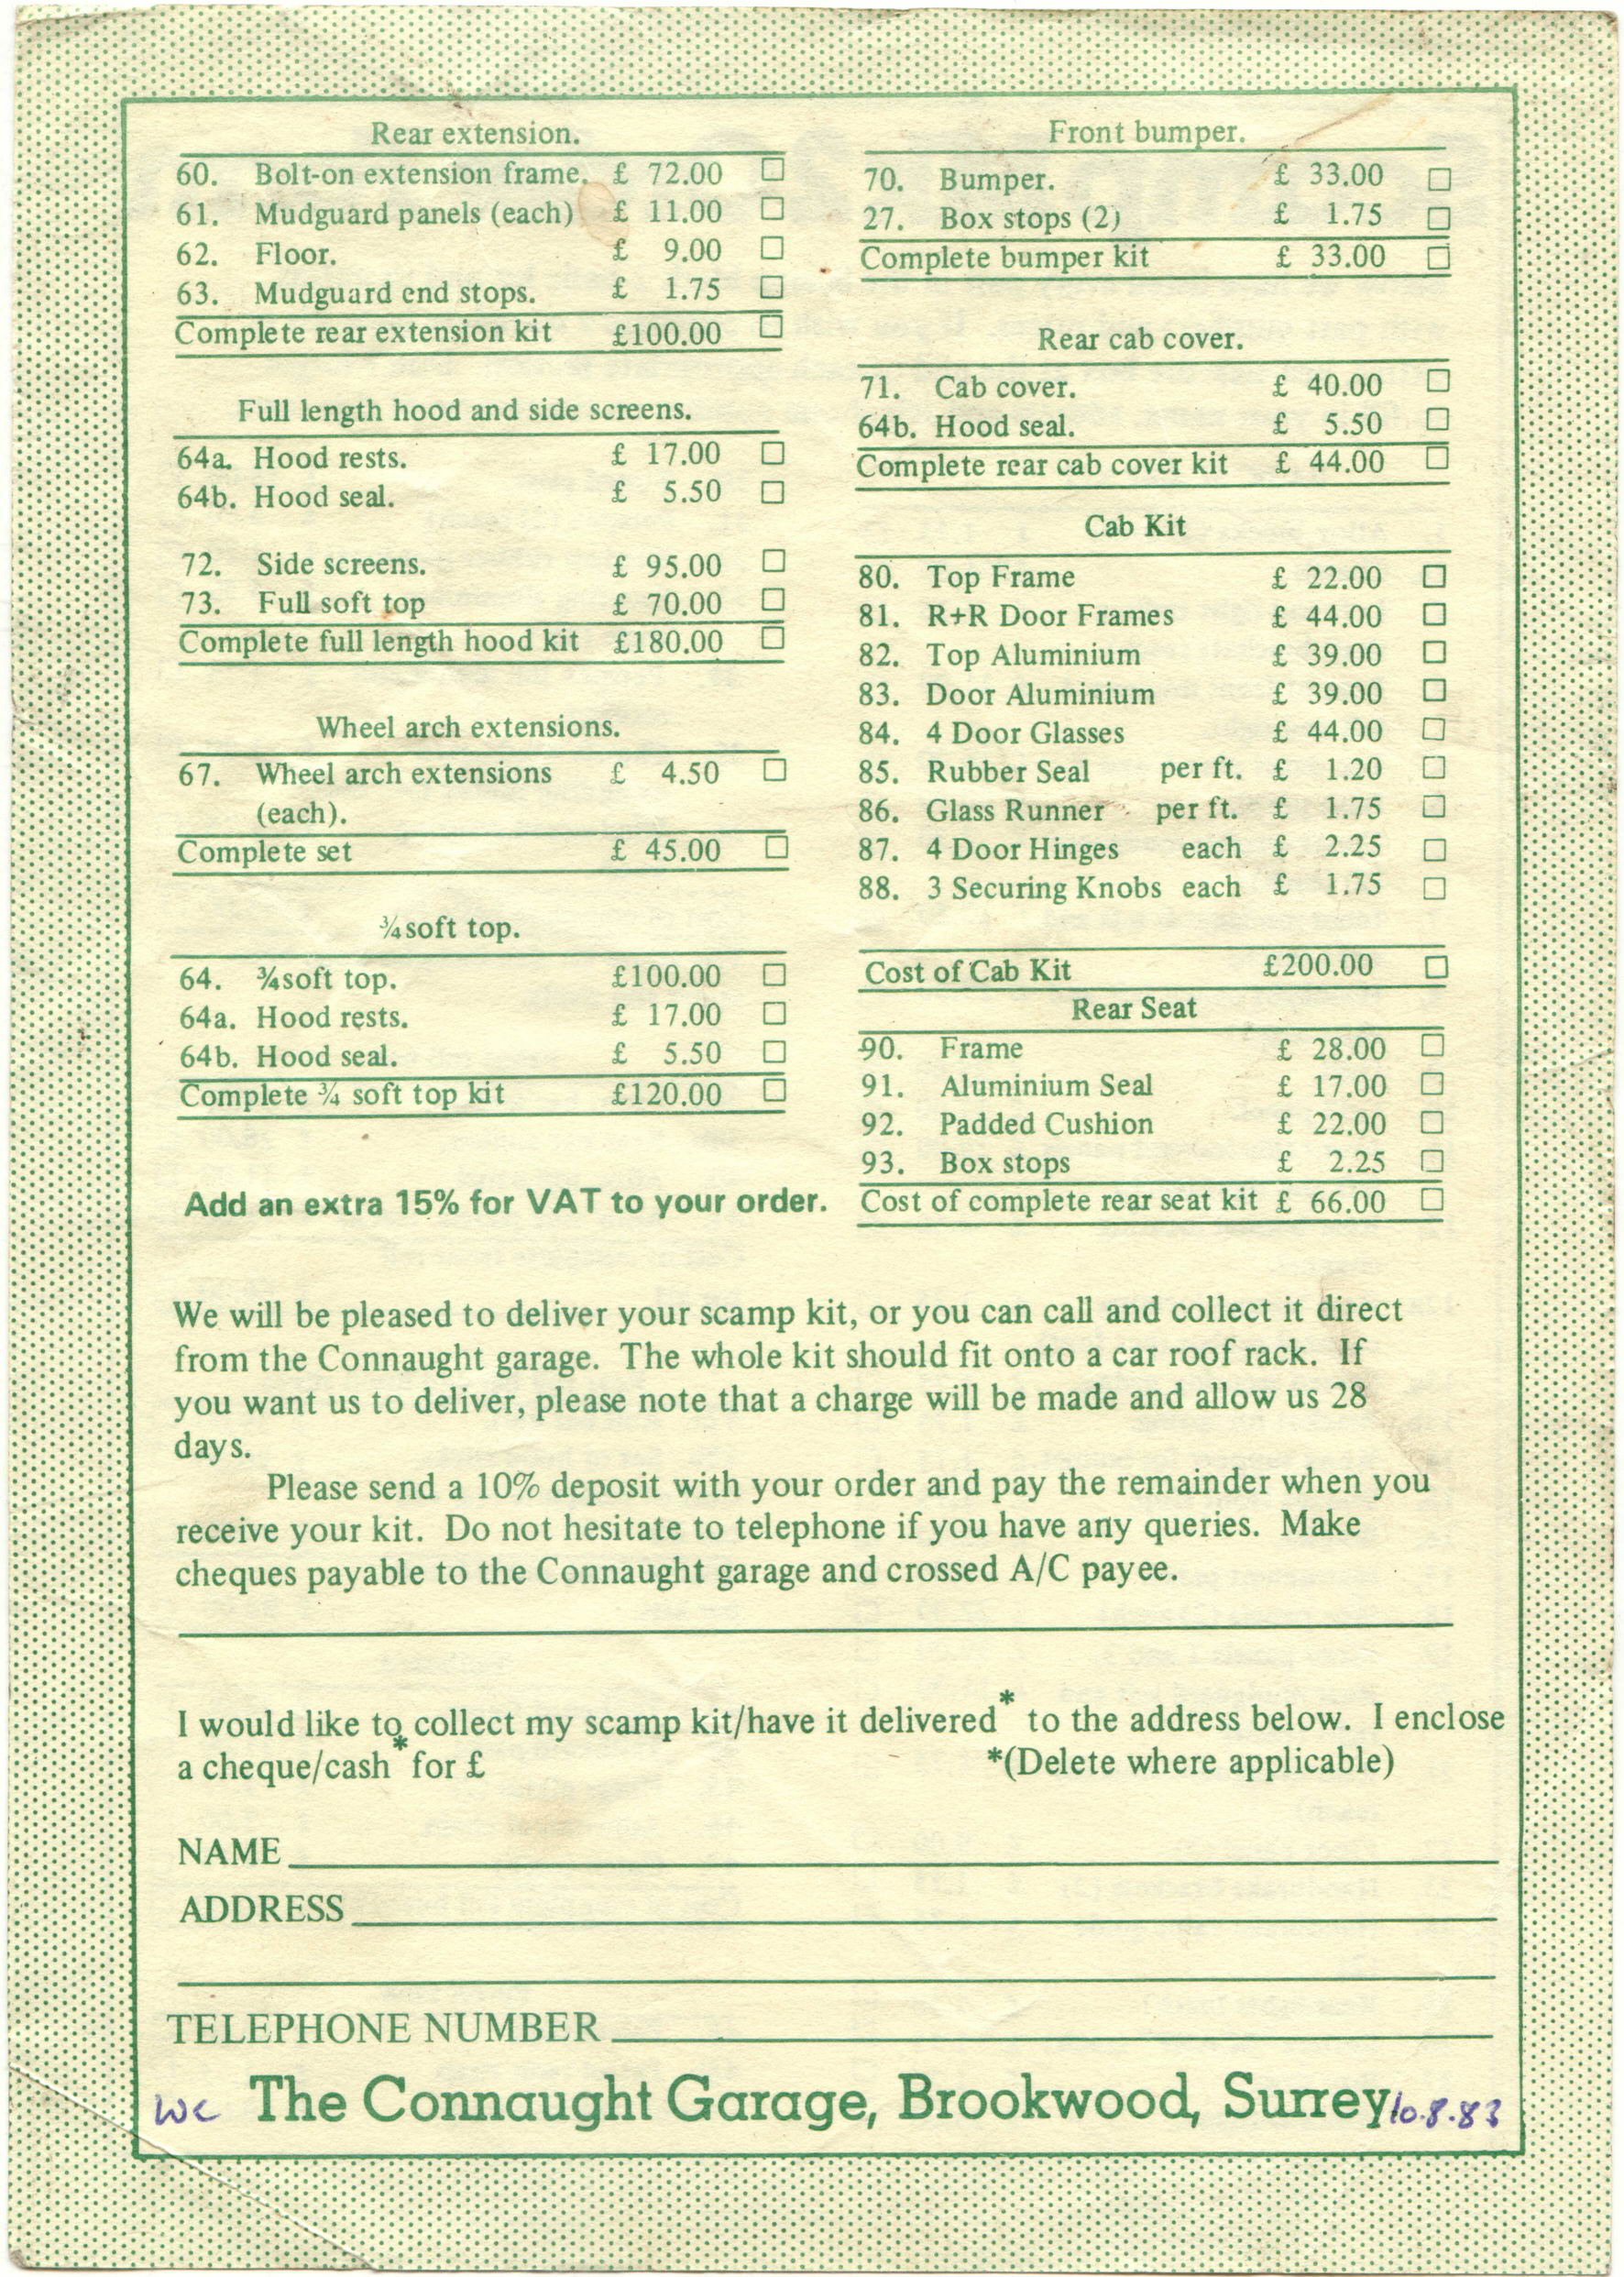 Rear extension.
60. Bolt-on extension frame. £ 72.00
61. Mudguard panels (each) £ 11.00
62. Floor. £ 9.00
63. Mudguard end stops. £ 1.75
Complete rear extension kit £100.00
Full length hood and side screens.
64a. Hood rests. £ 17.00
64b. Hood seal. £ 5.50
72. Side screens. £ 95.00
73. Full soft top £ 70.00
Complete full length hood kit £180.00
Wheel arch extensions.
67. Wheel arch extensions £ 4.50
(each).
Complete set £ 45.00
¾ soft top.
64. ¾ soft top. £100.00
64a. Hood rests. £ 17.00
64b. Hood seal. £ 5.50
Complete ¾ soft top kit £120.00
Add an extra 15% for VAT to your order.
Front bumper.
70. Bumper. £ 33.00
27. Box stops (2) £ 1.75
Complete bumper kit £ 33.00
Rear cab cover.
71. Cab cover. £ 40.00
64b. Hood seal. £ 5.50
Complete rear cab cover kit £ 44.00
Cab Kit
80. Top Frame £ 22.00
81. R+R Door Frames £ 44.00
82. Top Aluminium £ 39.00
83. Door Aluminium £ 39.00
84. 4 Door Glasses £ 44.00
85. Rubber Seal per ft. £ 1.20
86. Glass Runner per ft. £ 1.75
87. 4 Door Hinges each £ 2.25
88. 3 Securing Knobs each £ 1.75
Cost of Cab Kit £200.00
Rear Seat
90. Frame £ 28.00
91. Aluminium Seal £ 17.00
92. Padded Cushion £ 22.00
93. Box stops £ 2.25
Cost of complete rear seat kit £ 66.00
We will be pleased to deliver your scamp kit, or you can call and collect it direct
from the Connaught garage. The whole kit should fit onto a car roof rack. If
you want us to deliver, please note that a charge will be made and allow us 28
days.
Please send a 10% deposit with your order and pay the remainder when you
receive your kit. Do not hesitate to telephone if you have any queries. Make
cheques payable to the Connaught garage and crossed A/C payee.
I would like to collect my scamp kit/have it delivered* to the address below. I enclose
a cheque/cash* for £ *(Delete where applicable)
NAME
ADDRESS
TELEPHONE NUMBER
wc The Connaught Garage, Brookwood, Surrey 10.8.83